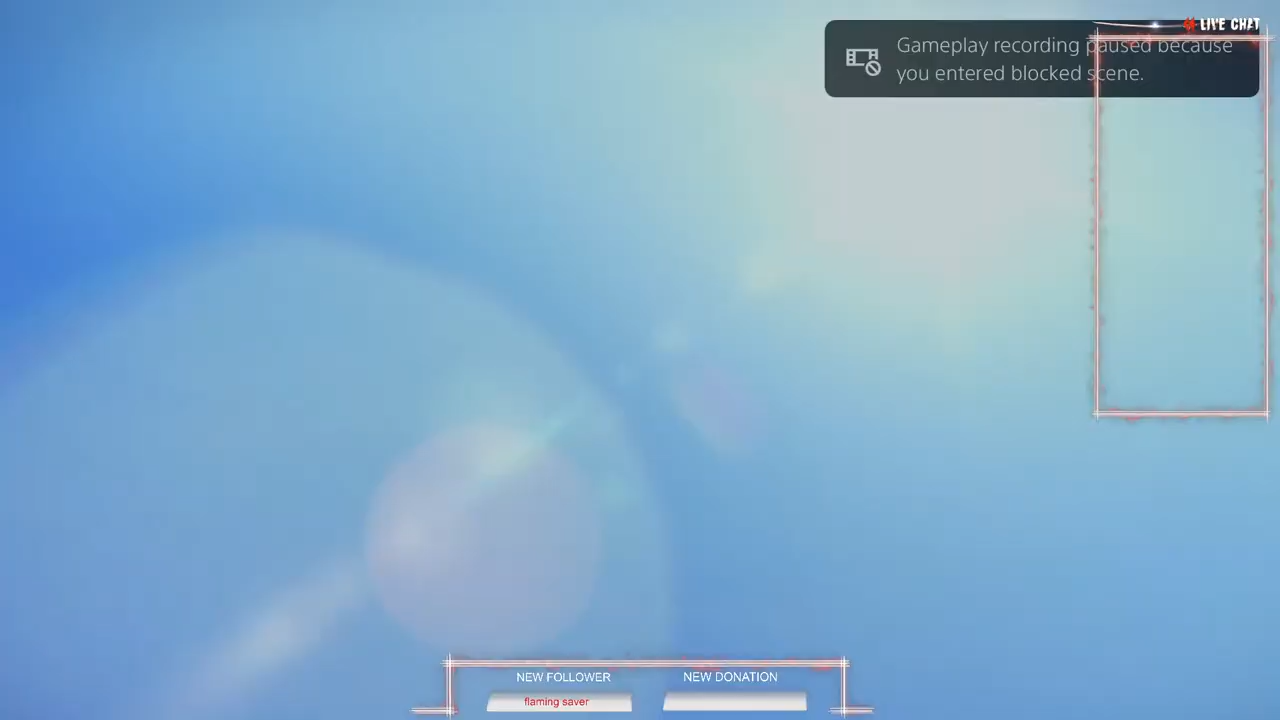 LIVE CHAT
Gameplay recording paused because
you entered blocked scene.
NEW FOLLOWER
NEW DONATION
flaming saver